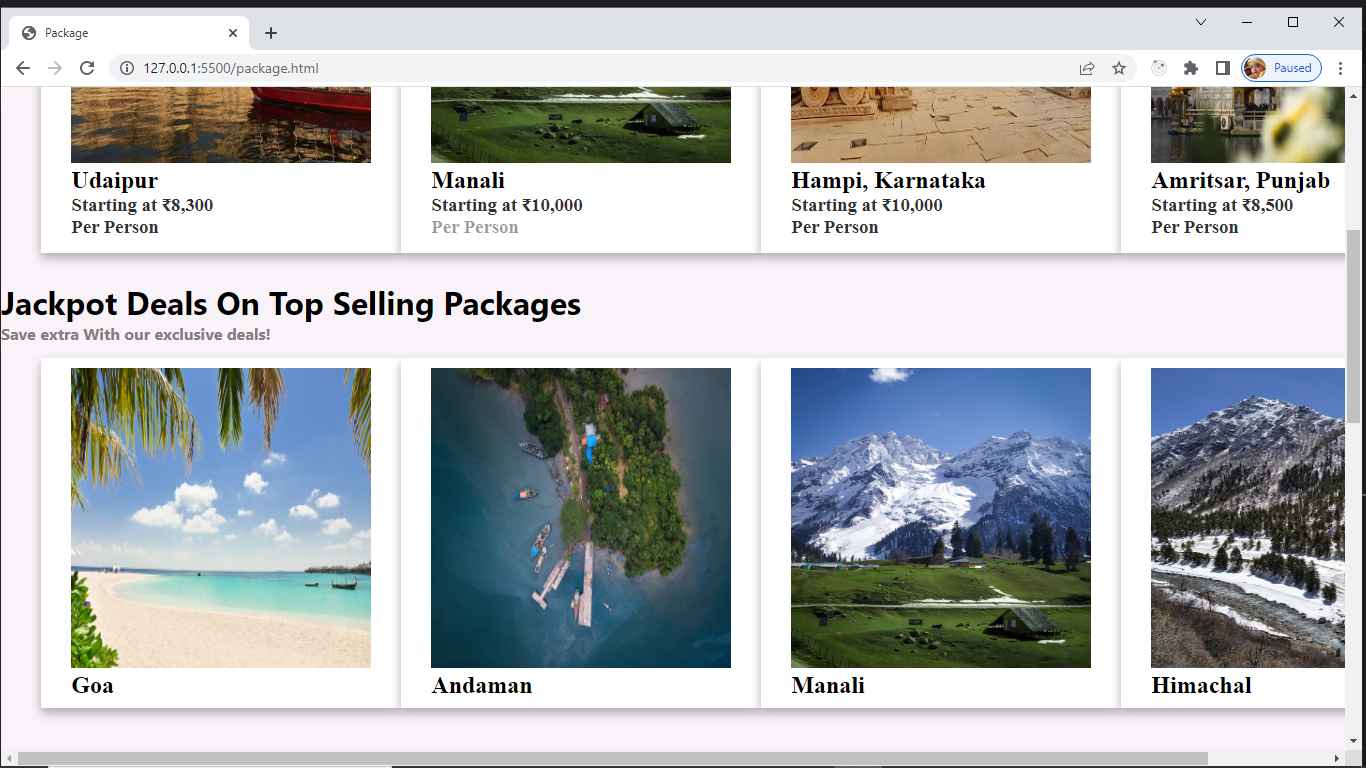 Package
127.0.0.1:5500/package.html
Paused
Udaipur
Starting at ₹8,300
Per Person
Manali
Starting at ₹10,000
Per Person
Hampi, Karnataka
Starting at ₹10,000
Per Person
Amritsar, Punjab
Starting at ₹8,500
Per Person
Jackpot Deals On Top Selling Packages
Save extra With our exclusive deals!
Goa
Andaman
Manali
Himachal